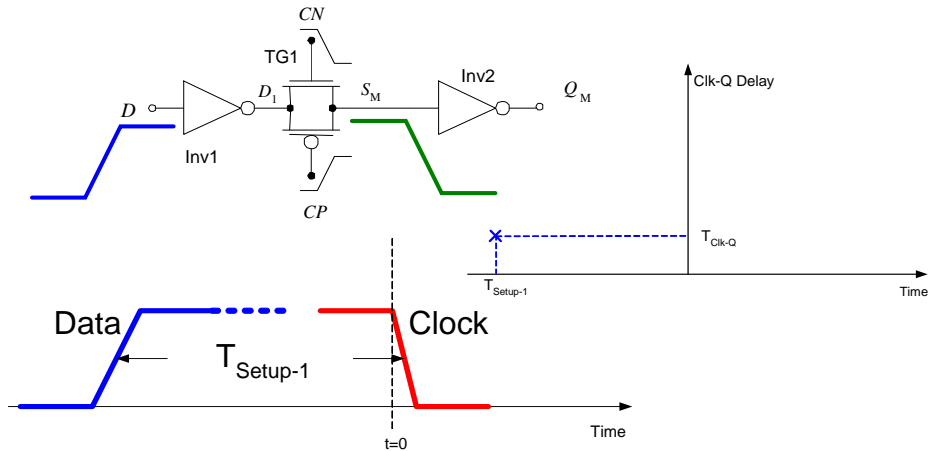 CN
TG1
Inv2
Clk-Q Delay
D
D1
SM
QM
Inv1
CP
TClk-Q
TSetup-1
Time
Data
Clock
TSetup-1
Time
t=0